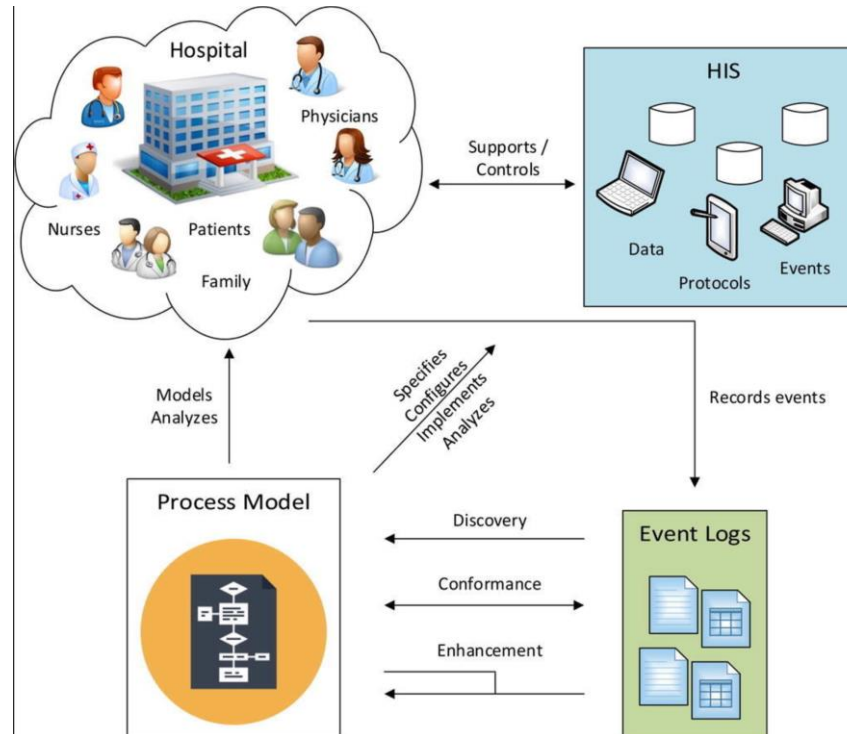 Hospital
Physicians
Nurses
Patients
Family
HIS
Data
Protocols
Events
Supports /
Controls
Models
Analyzes
Specifies
Configures
Implements
Analyzes
Records events
Process Model
Discovery
Conformance
Enhancement
Event Logs